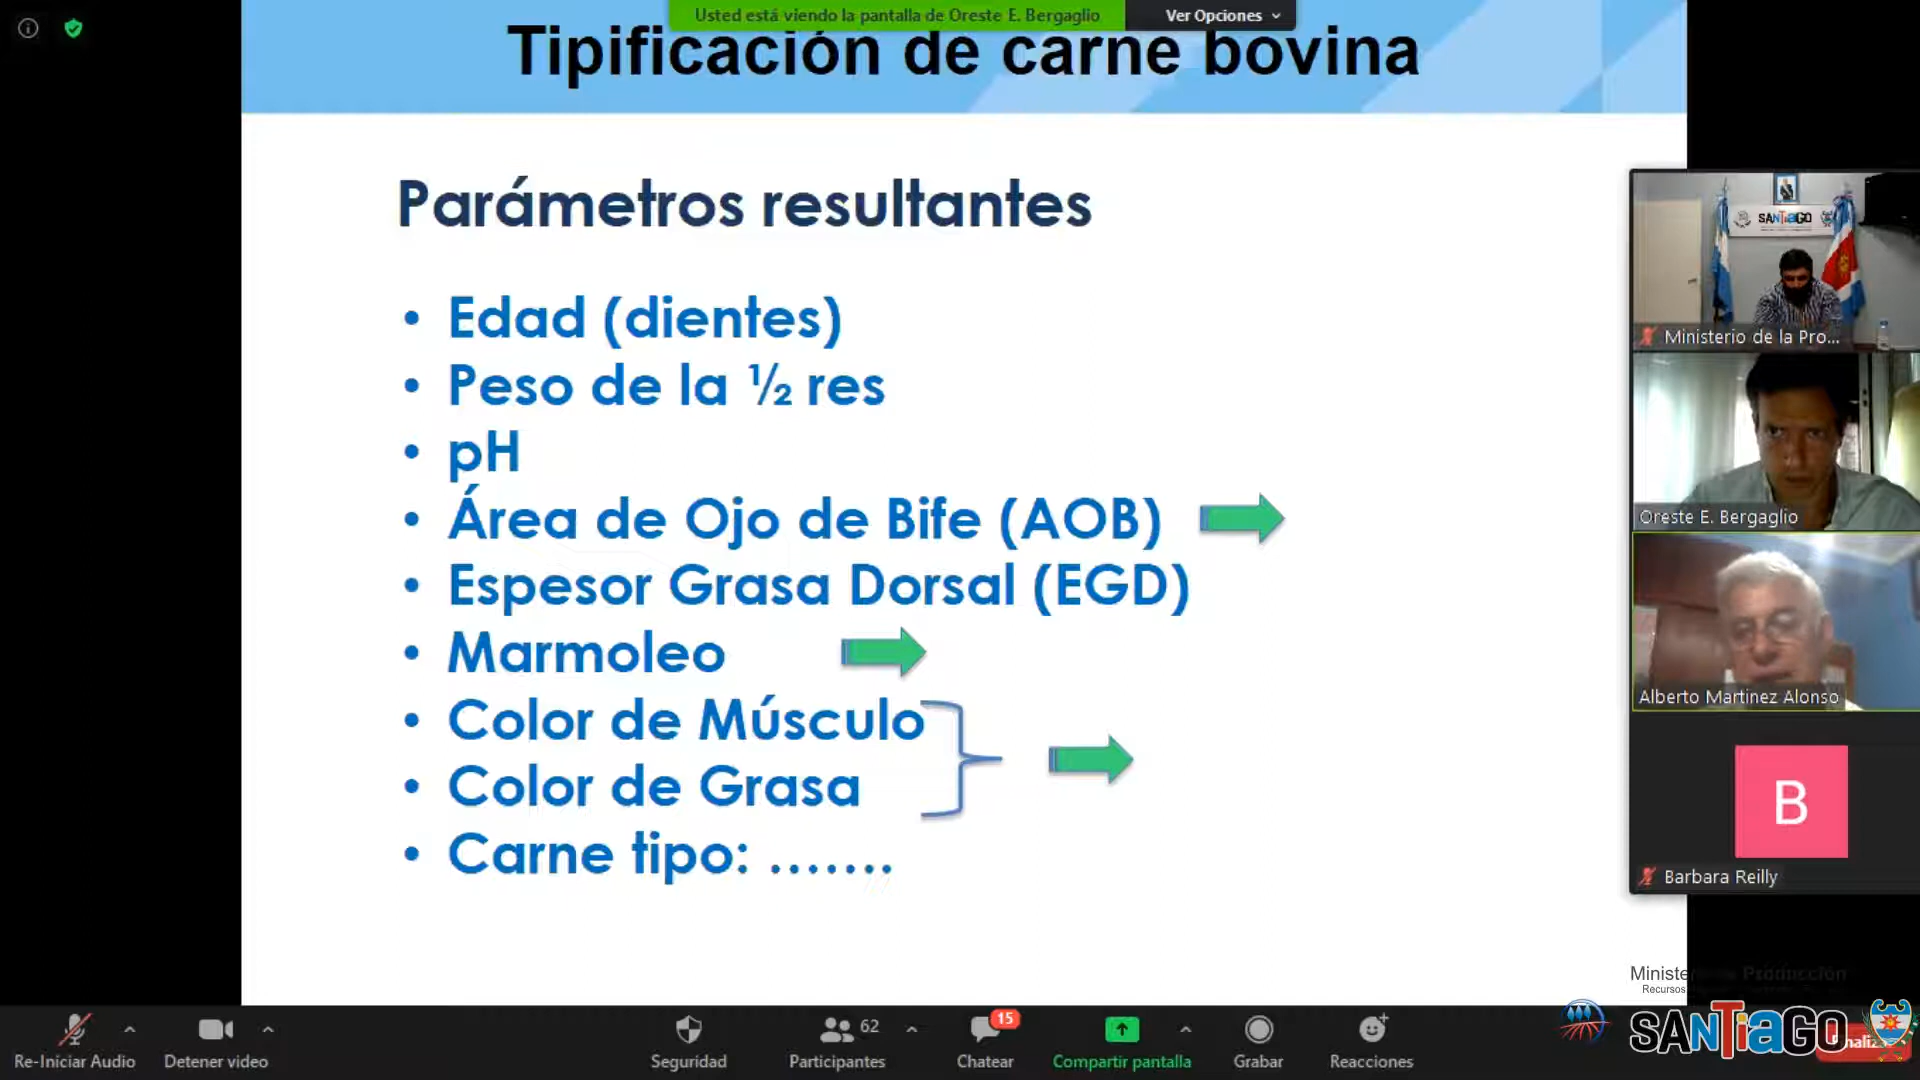 Usted está viendo la pantalla de Oreste E. Bergaglio
Ver Opciones
Tipificación de carne bovina
Parámetros resultantes
• Edad (dientes)
• Peso de la ½ res
• pH
• Área de Ojo de Bife (AOB)
• Espesor Grasa Dorsal (EGD)
• Marmoleo
• Color de Músculo
• Color de Grasa
• Carne tipo: .......
SANTIAGO
Ministerio de la Pro...
Oreste E. Bergaglio
Alberto Martinez Alonso
B
Barbara Reilly
Producción
Recursos
SANTIAGO
Re-Iniciar Audio
Detener video
Seguridad
Participantes
62
Chatear
15
Compartir pantalla
Grabar
Reacciones